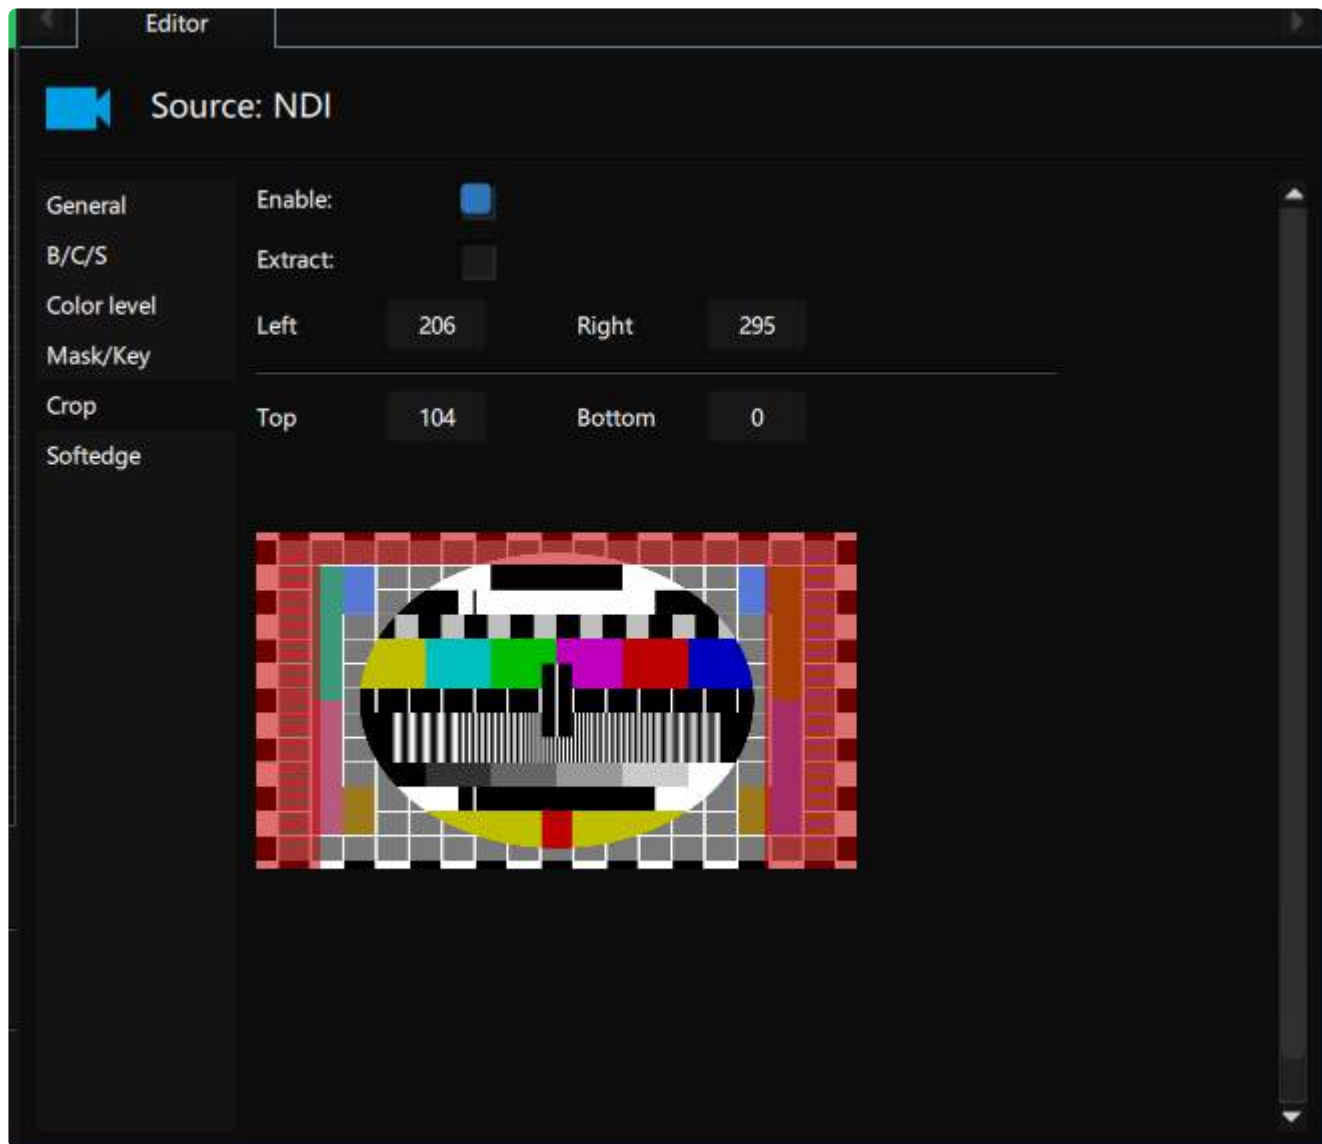 Editor
Source: NDI
General
B/C/S
Color level
Mask/Key
Crop
Softedge
Enable:
Extract:
Left 206 Right 295
Top 104 Bottom 0